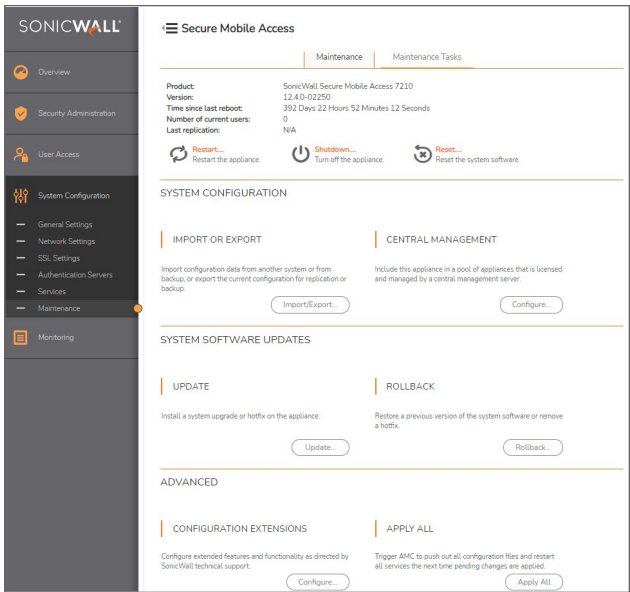 SONICWALL
Overview
Security Administration
User Access
System Configuration
General Settings
Network Settings
SSL Settings
Authentication Servers
Services
Maintenance
Monitoring
Secure Mobile Access
Maintenance
Maintenance Tasks
Product: SonicWall Secure Mobile Access 7210
Version: 12.4.0-02250
Time since last reboot: 392 Days 22 Hours 52 Minutes 12 Seconds
Number of current users: 0
Last replication: N/A
Restart...
Restart the appliance.
Shutdown...
Turn off the appliance.
Reset...
Reset the system software.
SYSTEM CONFIGURATION
IMPORT OR EXPORT
Import configuration data from another system or from
backup, or export the current configuration for replication or
backup.
Import/Export...
CENTRAL MANAGEMENT
Include this appliance in a pool of appliances that is licensed
and managed by a central management server.
Configure...
SYSTEM SOFTWARE UPDATES
UPDATE
Install a system upgrade or hotfix on the appliance.
Update...
ROLLBACK
Restore a previous version of the system software or remove
a hotfix.
Rollback...
ADVANCED
CONFIGURATION EXTENSIONS
Configure extended features and functionality as directed by
SonicWall technical support.
Configure...
APPLY ALL
Trigger AMC to push out all configuration files and restart
all services the next time pending changes are applied.
Apply All